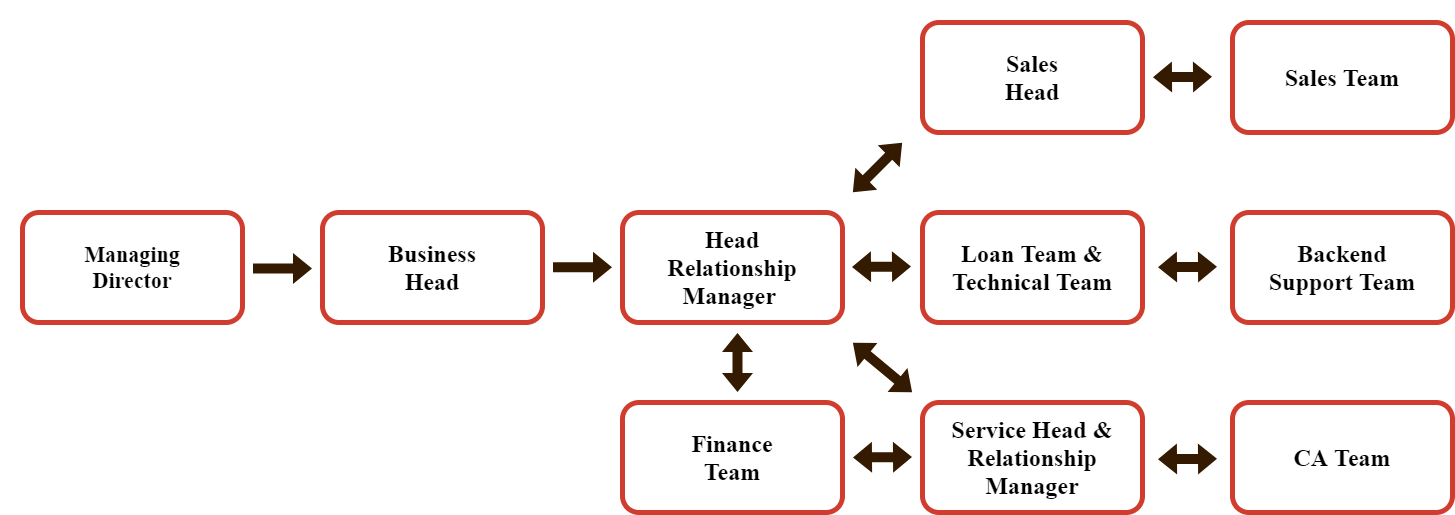 Sales
Head
Sales Team
Managing
Director
Business
Head
Head
Relationship
Manager
Loan Team &
Technical Team
Backend
Support Team
Finance
Team
Service Head &
Relationship
Manager
CA Team